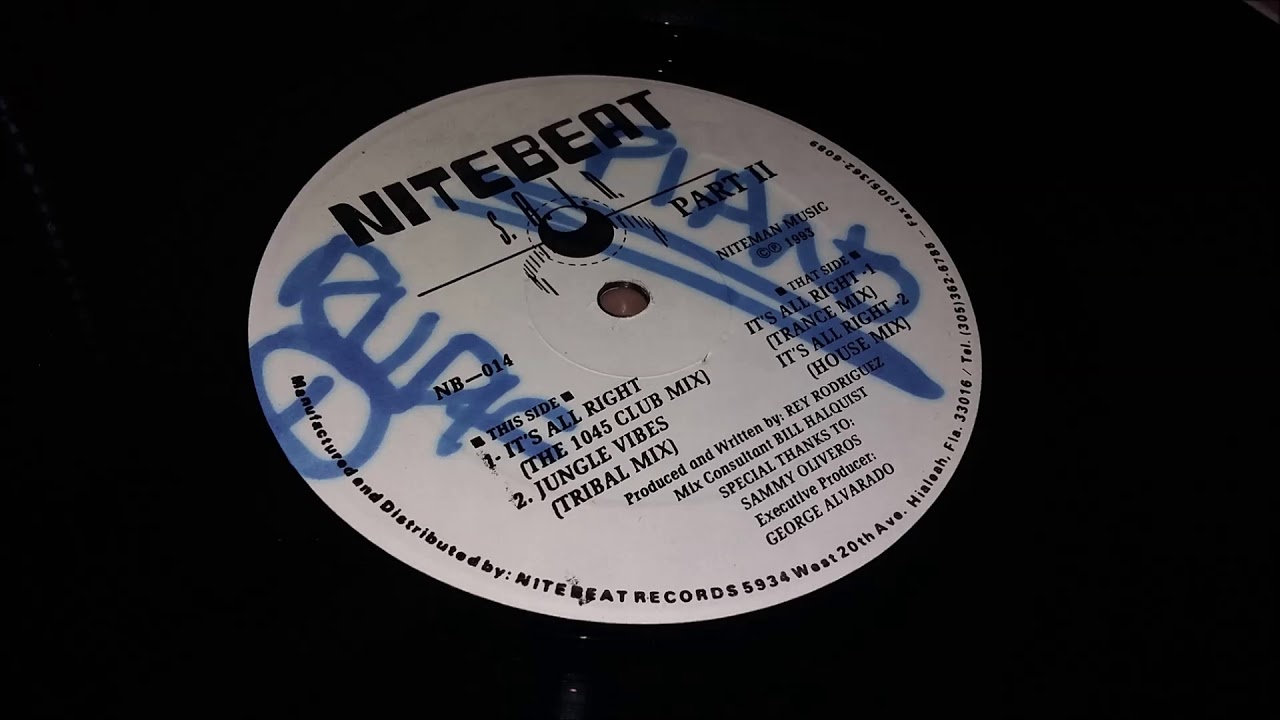 NITEBEAT
S.A.I.N.
PART II
NITEMAN MUSIC
©℗ 1993
NB—014
■ THIS SIDE ■
1- IT'S ALL RIGHT
(THE 1045 CLUB MIX)
2. JUNGLE VIBES
(TRIBAL MIX)
■ THAT SIDE ■
IT'S ALL RIGHT -1
(TRANCE MIX)
IT'S ALL RIGHT -2
(HOUSE MIX)
Produced and Written by: REY RODRIGUEZ
Mix Consultant BILL HALQUIST
SPECIAL THANKS TO:
SAMMY OLIVEROS
Executive Producer:
GEORGE ALVARADO
Manufactured and Distributed by: NITEBEAT RECORDS 5934 West 20th Ave. Hialeah, Fla. 33016 / Tel. (305)362-6788 – Fax (305)362-6089